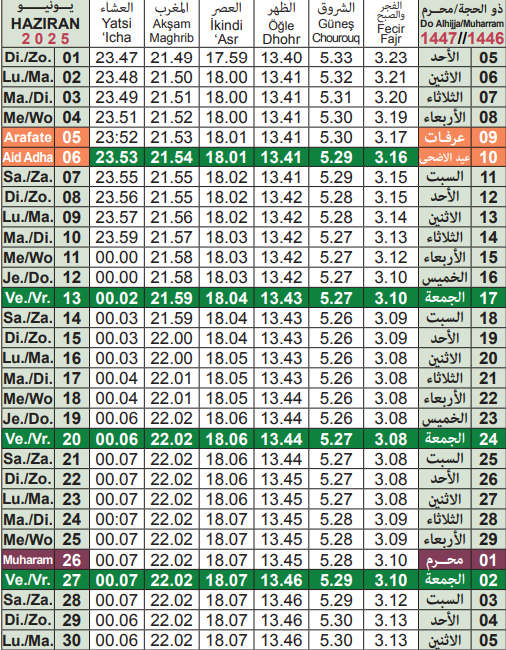 يونيو العشاء المغرب العصر الظهر الشروق الفجر والصبح ذو الحجة/محرم
HAZIRAN Yatsi Akşam İkindi Öğle Güneş Fecir Do Alhijja/Muharram
2 0 2 5 ‘Icha Maghrib ‘Asr Dhohr Chourouq Fajr 1447//1446
Di./Zo. 01 23.47 21.49 17.59 13.40 5.33 3.23 الأحد 05
Lu./Ma. 02 23.48 21.50 18.00 13.41 5.32 3.21 الاثنين 06
Ma./Di. 03 23.49 21.51 18.00 13.41 5.31 3.20 الثلاثاء 07
Me./Wo 04 23.51 21.52 18.00 13.41 5.30 3.19 الأربعاء 08
Arafate 05 23:52 21.53 18.01 13.41 5.30 3.17 عرفات 09
Aid Adha 06 23.53 21.54 18.01 13.41 5.29 3.16 عيد الاضحى 10
Sa./Za. 07 23.55 21.55 18.02 13.41 5.29 3.15 السبت 11
Di./Zo. 08 23.56 21.55 18.02 13.42 5.28 3.15 الأحد 12
Lu./Ma. 09 23.57 21.56 18.02 13.42 5.28 3.14 الاثنين 13
Ma./Di. 10 23.59 21.57 18.03 13.42 5.27 3.13 الثلاثاء 14
Me/Wo 11 00.00 21.58 18.03 13.42 5.27 3.12 الأربعاء 15
Je./Do. 12 00.00 21.58 18.03 13.42 5.27 3.10 الخميس 16
Ve./Vr. 13 00.02 21.59 18.04 13.43 5.27 3.10 الجمعة 17
Sa./Za. 14 00.03 21.59 18.04 13.43 5.26 3.09 السبت 18
Di./Zo. 15 00.03 22.00 18.04 13.43 5.26 3.09 الأحد 19
Lu./Ma. 16 00.03 22.00 18.05 13.43 5.26 3.08 الاثنين 20
Ma./Di. 17 00.04 22.01 18.05 13.43 5.26 3.08 الثلاثاء 21
Me/Wo 18 00.04 22.01 18.05 13.44 5.26 3.08 الأربعاء 22
Je./Do. 19 00.06 22.02 18.06 13.44 5.26 3.08 الخميس 23
Ve./Vr. 20 00.06 22.02 18.06 13.44 5.27 3.08 الجمعة 24
Sa./Za. 21 00.06 22.02 18.06 13.44 5.27 3.08 السبت 25
Di./Zo. 22 00.06 22.02 18.06 13.45 5.27 3.08 الأحد 26
Lu./Ma. 23 00.07 22.02 18.06 13.45 5.27 3.08 الاثنين 27
Ma./Di. 24 00:07 22.02 18.07 13.45 5.28 3.09 الثلاثاء 28
Me/Wo 25 00:07 22.02 18.07 13.45 5.28 3.09 الأربعاء 29
Muharam 26 00:07 22.02 18.07 13.45 5.28 3.10 محرم 01
Ve./Vr. 27 00.07 22.02 18.07 13.46 5.29 3.10 الجمعة 02
Sa./Za. 28 00.07 22.02 18.07 13.46 5.29 3.12 السبت 03
Di./Zo. 29 00.06 22.02 18.07 13.46 5.30 3.13 الأحد 04
Lu./Ma. 30 00.06 22.02 18.07 13.46 5.30 3.13 الاثنين 05